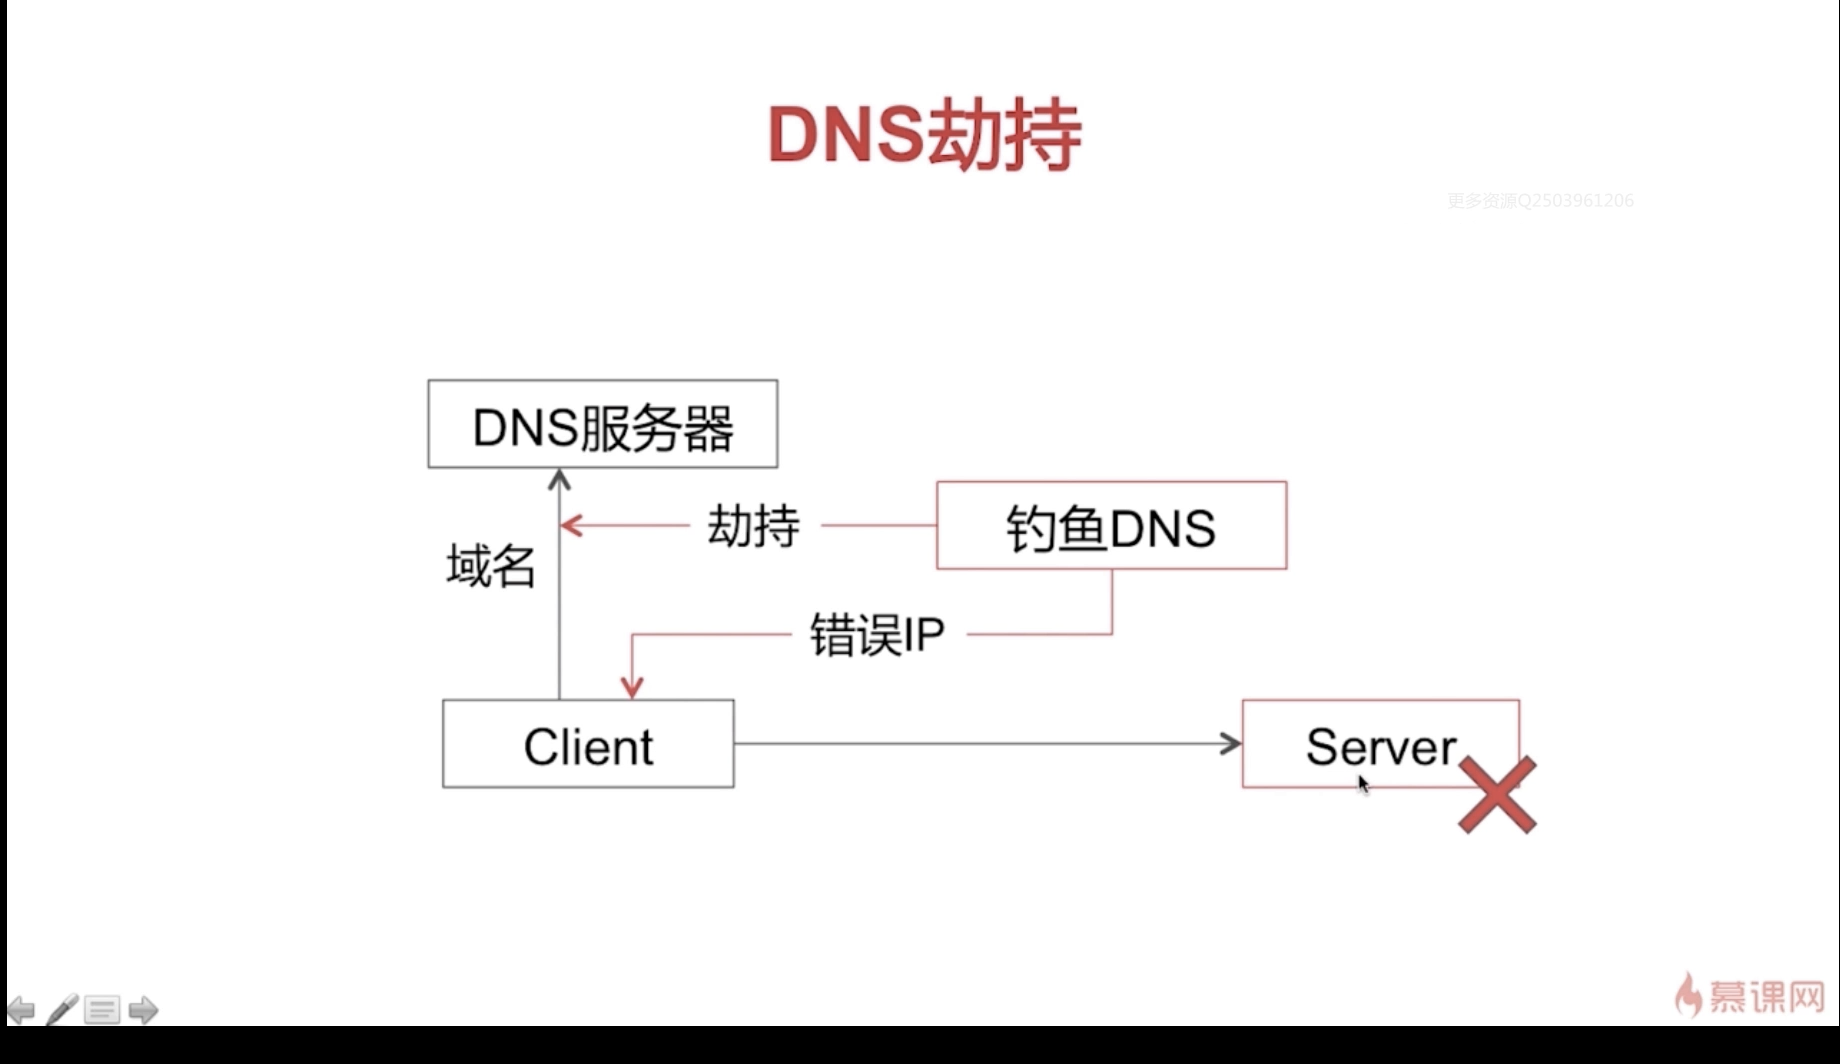 DNS劫持
更多资源Q2503961206
DNS服务器
劫持
钓鱼DNS
域名
错误IP
Client
Server
慕课网